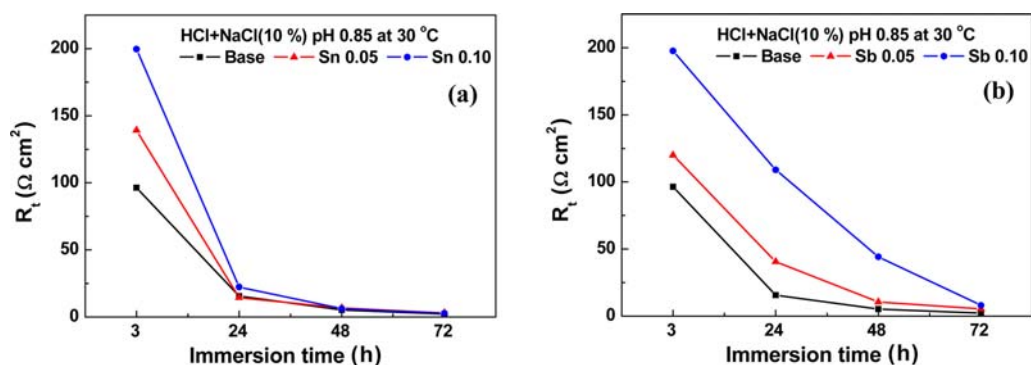 HCl+NaCl(10 %) pH 0.85 at 30 °C
Base Sn 0.05 Sn 0.10
(a)
200
150
100
50
0
Rt (Ω cm²)
3 24 48 72
Immersion time (h)
HCl+NaCl(10 %) pH 0.85 at 30 °C
Base Sb 0.05 Sb 0.10
(b)
200
150
100
50
0
Rt (Ω cm²)
3 24 48 72
Immersion time (h)